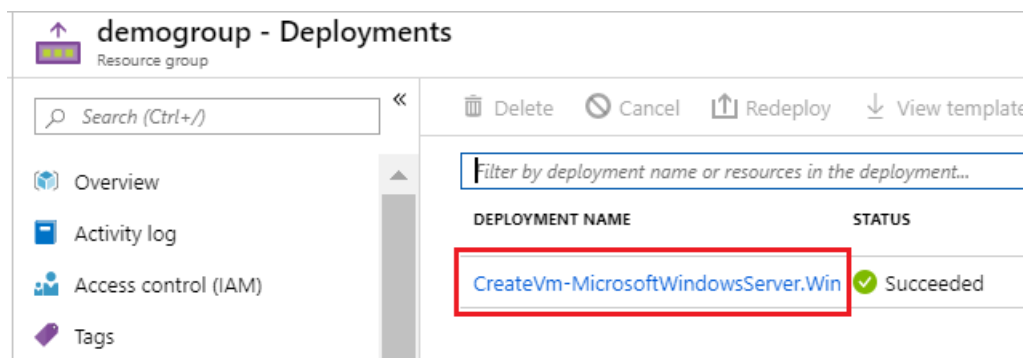 demogroup - Deployments
Resource group
Search (Ctrl+/)
«
Overview
Activity log
Access control (IAM)
Tags
Delete
Cancel
Redeploy
View template
Filter by deployment name or resources in the deployment...
DEPLOYMENT NAME
STATUS
CreateVm-MicrosoftWindowsServer.Win
Succeeded